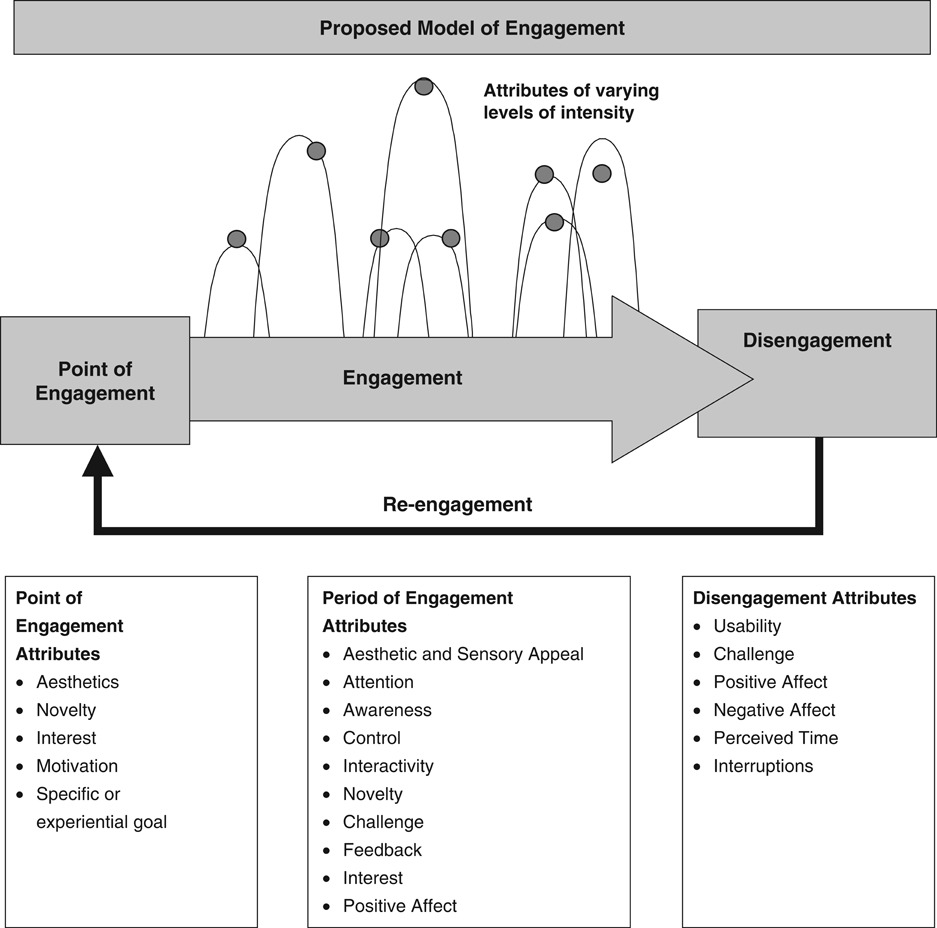 Proposed Model of Engagement
Attributes of varying
levels of intensity
Point of
Engagement
Engagement
Disengagement
Re-engagement
Point of
Engagement
Attributes
• Aesthetics
• Novelty
• Interest
• Motivation
• Specific or
experiential goal
Period of Engagement
Attributes
• Aesthetic and Sensory Appeal
• Attention
• Awareness
• Control
• Interactivity
• Novelty
• Challenge
• Feedback
• Interest
• Positive Affect
Disengagement Attributes
• Usability
• Challenge
• Positive Affect
• Negative Affect
• Perceived Time
• Interruptions